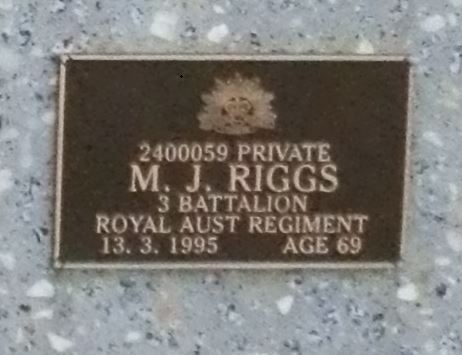 2400059 PRIVATE
M. J. RIGGS
3 BATTALION
ROYAL AUST REGIMENT
13. 3. 1995 AGE 69